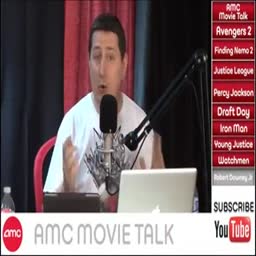 AMC
Movie Talk
Avengers 2
Finding Nemo 2
Justice League
Percy Jackson
Draft Day
Iron Man
Young Justice
Watchmen
Robert Downey Jr
SUBSCRIBE
YouTube
amc
AMC MOVIE TALK